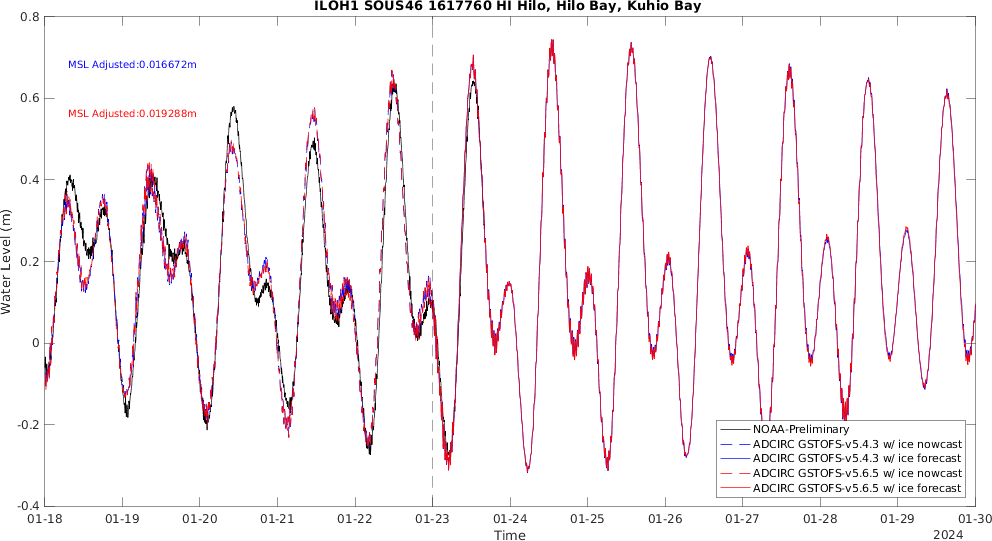 ILOH1 SOUS46 1617760 HI Hilo, Hilo Bay, Kuhio Bay
0.8
MSL Adjusted:0.016672m
0.6
MSL Adjusted:0.019288m
0.4
Water Level (m)
0.2
0
-0.2
NOAA-Preliminary
ADCIRC GSTOFS-v5.4.3 w/ ice nowcast
ADCIRC GSTOFS-v5.4.3 w/ ice forecast
ADCIRC GSTOFS-v5.6.5 w/ ice nowcast
ADCIRC GSTOFS-v5.6.5 w/ ice forecast
-0.4
01-18 01-19 01-20 01-21 01-22 01-23 01-24 01-25 01-26 01-27 01-28 01-29 01-30
Time
2024